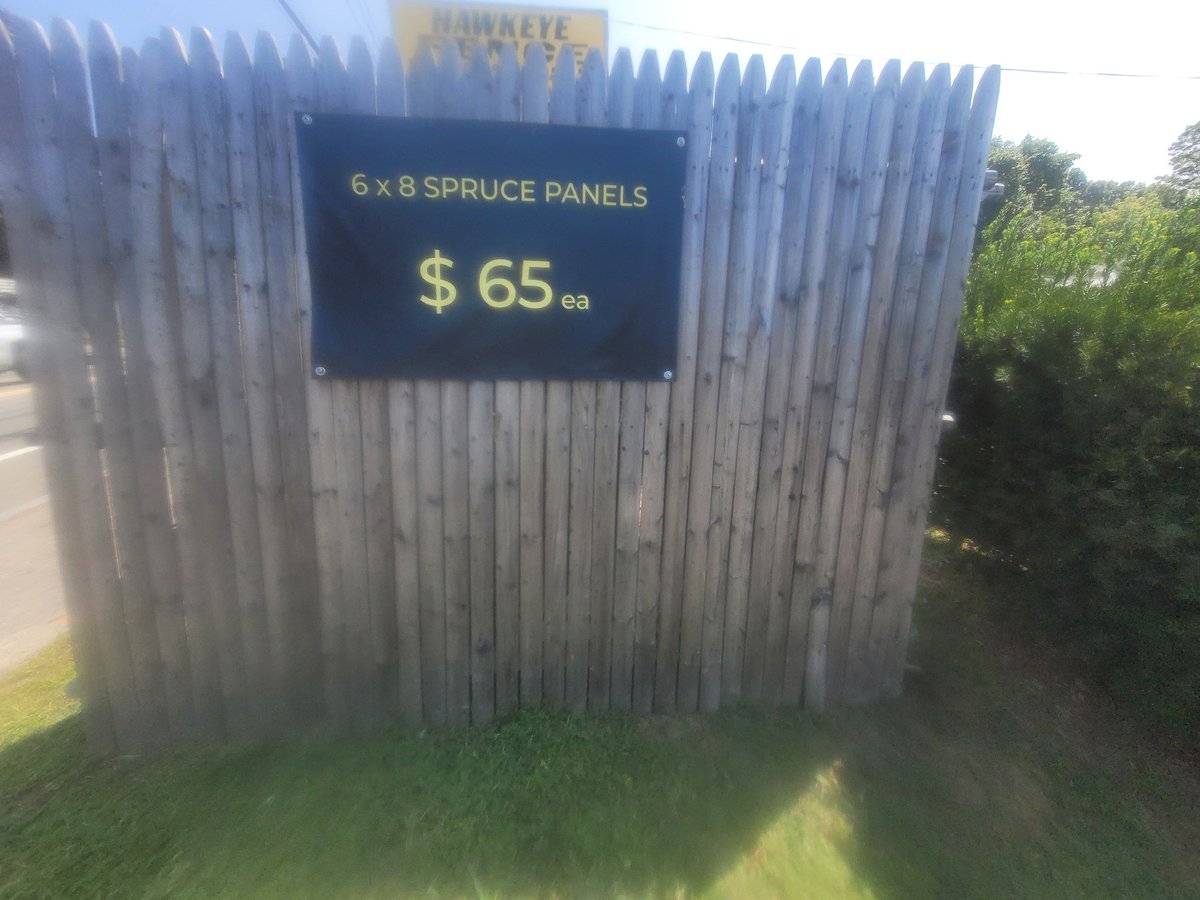 HAWKEYE
6 x 8 SPRUCE PANELS
$ 65 ea